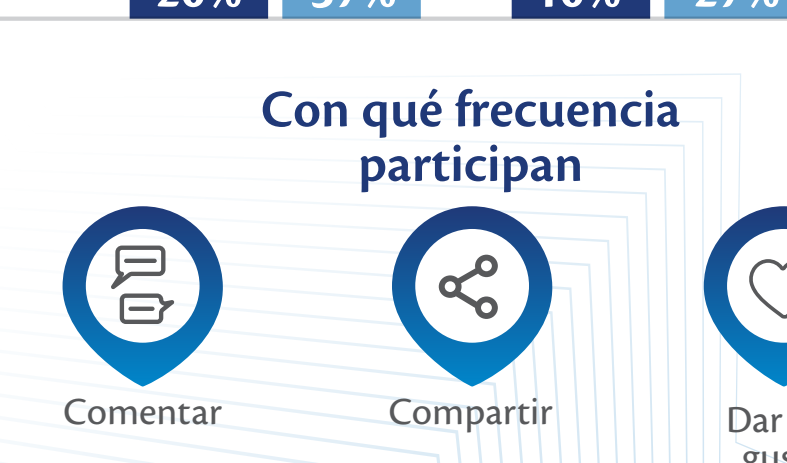 Con qué frecuencia
participan
Comentar
Compartir
Dar